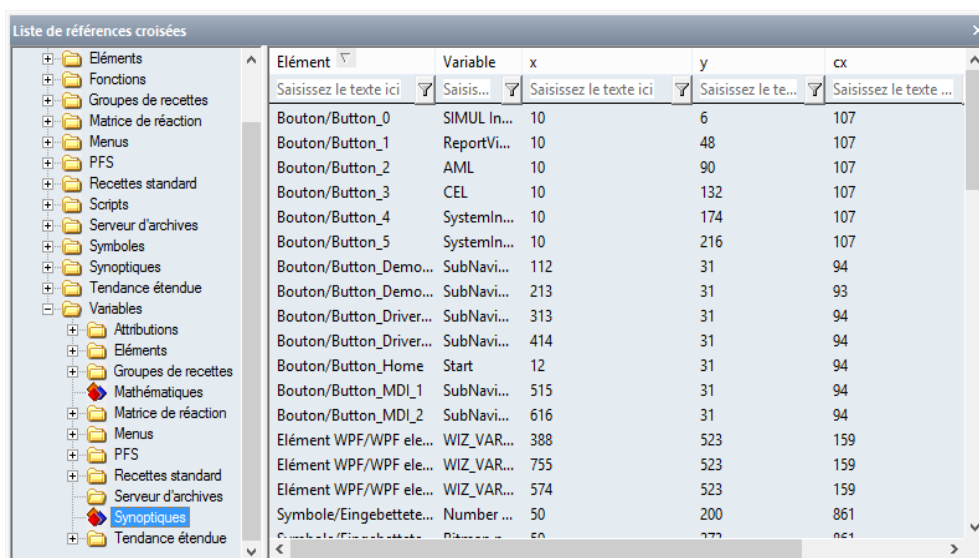 Liste de références croisées
Eléments
Fonctions
Groupes de recettes
Matrice de réaction
Menus
PFS
Recettes standard
Scripts
Serveur d'archives
Symboles
Synoptiques
Tendance étendue
Variables
Attributions
Eléments
Groupes de recettes
Mathématiques
Matrice de réaction
Menus
PFS
Recettes standard
Serveur d'archives
Synoptiques
Tendance étendue
Elément Variable x y cx
Saisissez le texte ici Saisis... Saisissez le texte ici Saisissez le te... Saisissez le texte ...
Bouton/Button_0 SIMUL In... 10 6 107
Bouton/Button_1 ReportVi... 10 48 107
Bouton/Button_2 AML 10 90 107
Bouton/Button_3 CEL 10 132 107
Bouton/Button_4 SystemIn... 10 174 107
Bouton/Button_5 SystemIn... 10 216 107
Bouton/Button_Demo... SubNavi... 112 31 94
Bouton/Button_Demo... SubNavi... 213 31 93
Bouton/Button_Driver... SubNavi... 313 31 94
Bouton/Button_Driver... SubNavi... 414 31 94
Bouton/Button_Home Start 12 31 94
Bouton/Button_MDI_1 SubNavi... 515 31 94
Bouton/Button_MDI_2 SubNavi... 616 31 94
Elément WPF/WPF ele... WIZ_VAR... 388 523 159
Elément WPF/WPF ele... WIZ_VAR... 755 523 159
Elément WPF/WPF ele... WIZ_VAR... 574 523 159
Symbole/Eingebettete... Number ... 50 200 861